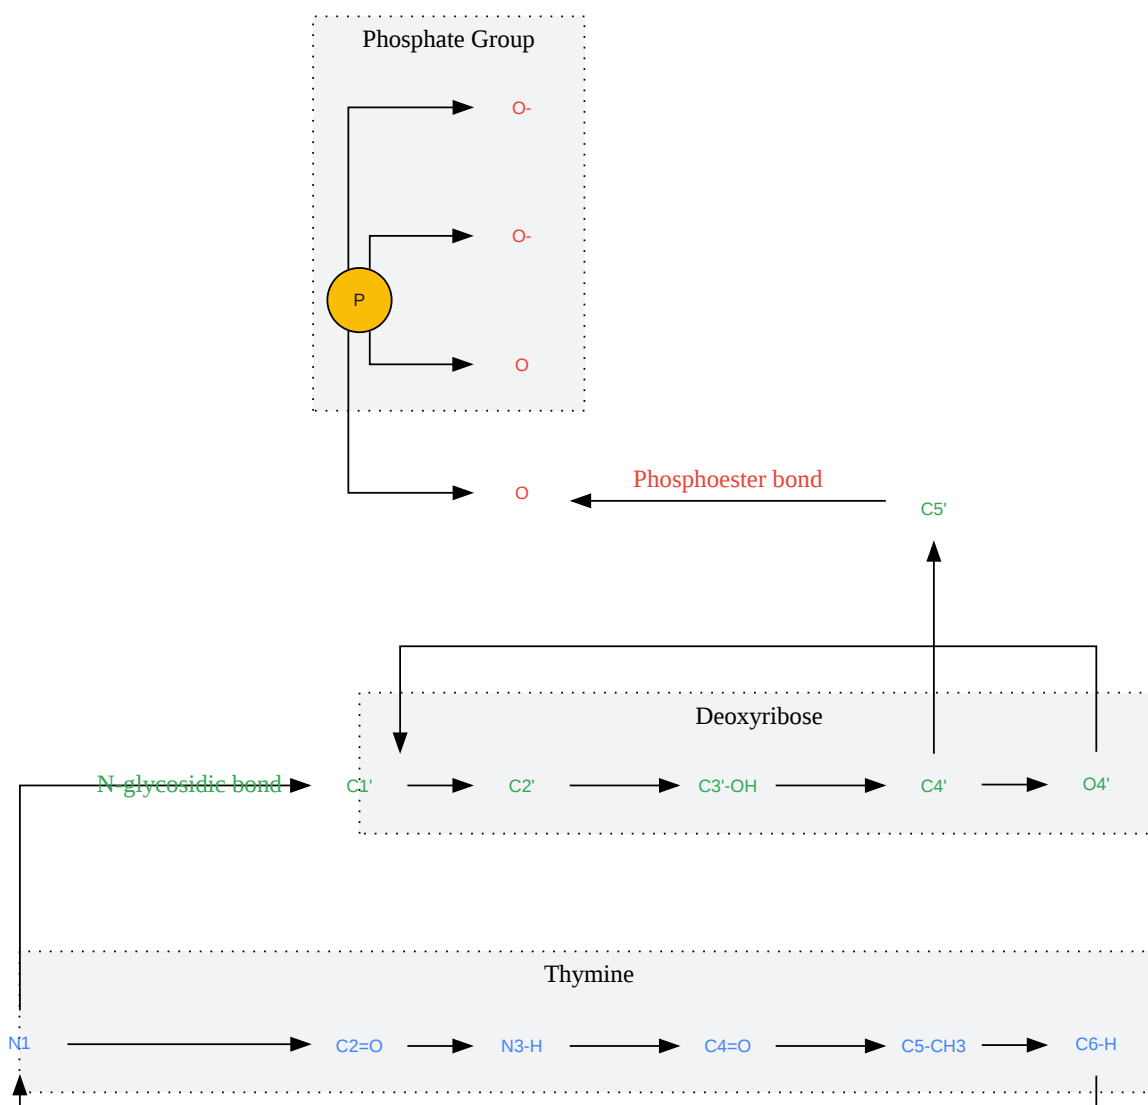 Phosphate Group
O-
O-
P
O
O
Phosphoester bond
C5'
Deoxyribose
N-glycosidic bond
C1'
C2'
C3'-OH
C4'
O4'
Thymine
N1
C2=O
N3-H
C4=O
C5-CH3
C6-H